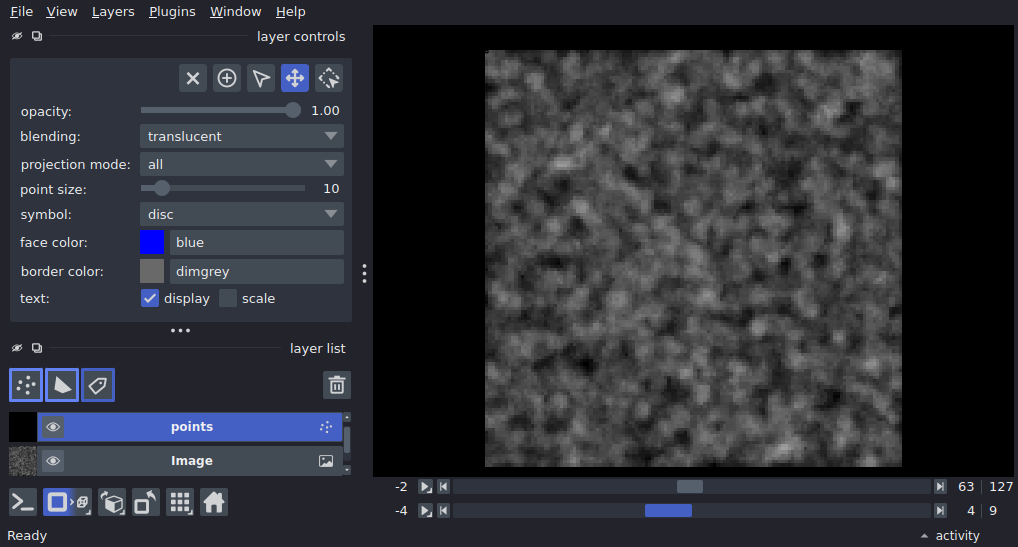 File View Layers Plugins Window Help
layer controls
opacity: 1.00
blending: translucent
projection mode: all
point size: 10
symbol: disc
face color: blue
border color: dimgrey
text: display scale
layer list
points
Image
-2 63 127
-4 4 9
Ready activity